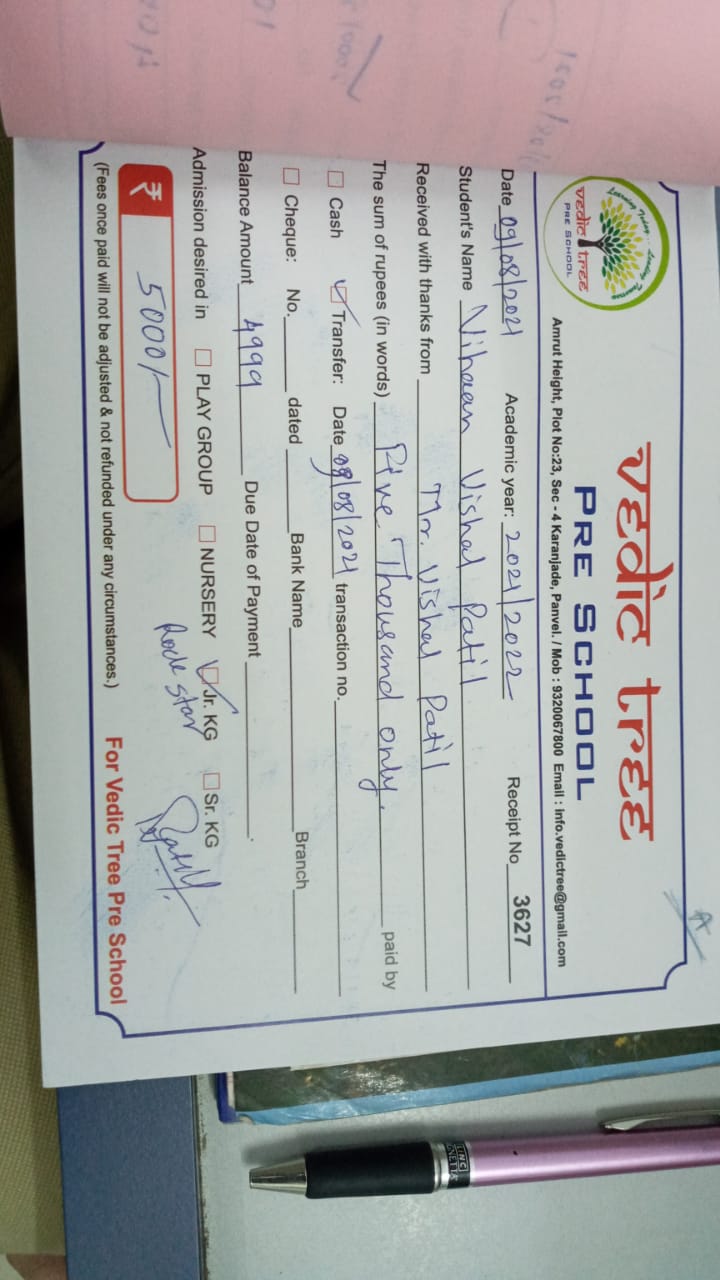 Learning Today... Leading Tomorrow
vedic tree
PRE SCHOOL
vedic tree
PRE SCHOOL
Amrut Height, Plot No:23, Sec - 4 Karanjade, Panvel. / Mob : 9320067800 Email : info.vedictree@gmail.com
Date 09/08/2021 Academic year: 2021/2022 Receipt No 3627
Student's Name Vihaan Vishal Patil
Received with thanks from Mr. Vishal Patil
The sum of rupees (in words) Five Thousand only. paid by
Cash Transfer: Date 09/08/2021 transaction no.
Cheque: No. dated Bank Name Branch
Balance Amount 4999 Due Date of Payment
Admission desired in PLAY GROUP NURSERY Jr. KG Sr. KG
Rock Star
₹ 5000/-
For Vedic Tree Pre School
(Fees once paid will not be adjusted & not refunded under any circumstances.)